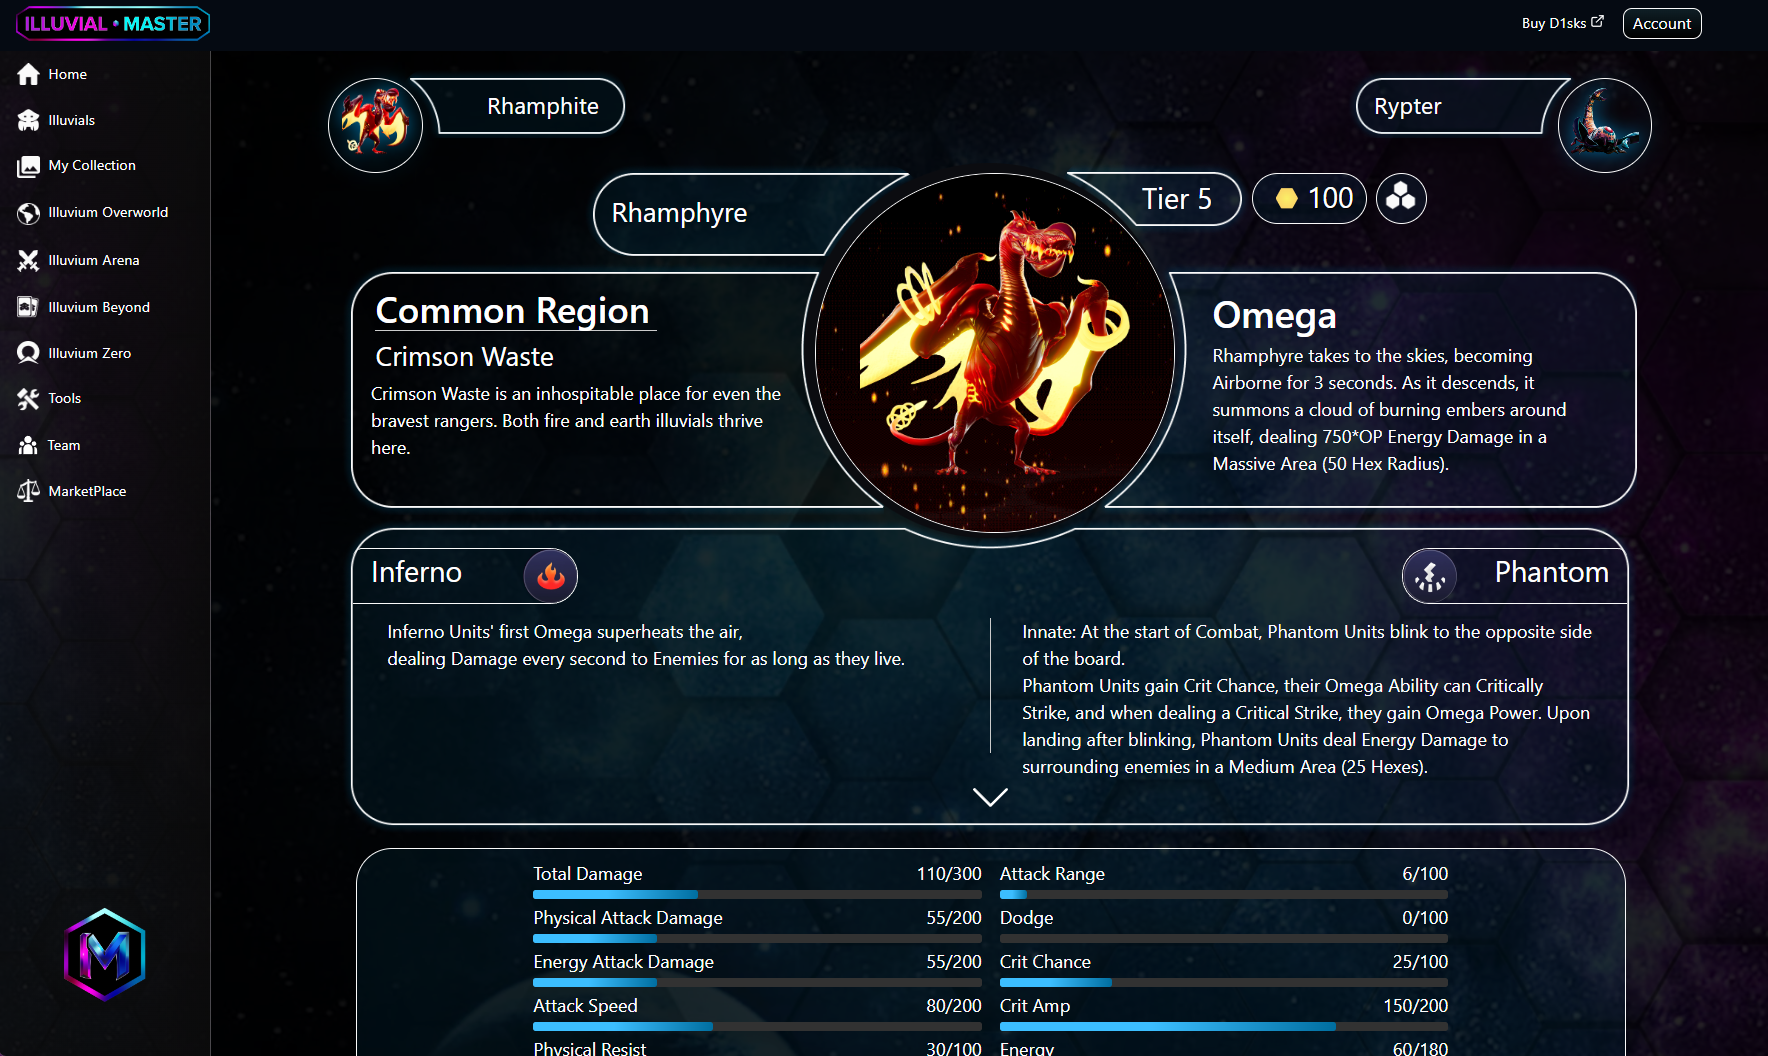 ILLUVIAL • MASTER
Buy D1sks
Account
Home
Illuvials
My Collection
Illuvium Overworld
Illuvium Arena
Illuvium Beyond
Illuvium Zero
Tools
Team
MarketPlace
M
Rhamphite
Rypter
Rhamphyre
Tier 5
100
Common Region
Crimson Waste
Crimson Waste is an inhospitable place for even the
bravest rangers. Both fire and earth illuvials thrive
here.
Omega
Rhamphyre takes to the skies, becoming
Airborne for 3 seconds. As it descends, it
summons a cloud of burning embers around
itself, dealing 750*OP Energy Damage in a
Massive Area (50 Hex Radius).
Inferno
Inferno Units' first Omega superheats the air,
dealing Damage every second to Enemies for as long as they live.
Phantom
Innate: At the start of Combat, Phantom Units blink to the opposite side
of the board.
Phantom Units gain Crit Chance, their Omega Ability can Critically
Strike, and when dealing a Critical Strike, they gain Omega Power. Upon
landing after blinking, Phantom Units deal Energy Damage to
surrounding enemies in a Medium Area (25 Hexes).
Total Damage 110/300
Attack Range 6/100
Physical Attack Damage 55/200
Dodge 0/100
Energy Attack Damage 55/200
Crit Chance 25/100
Attack Speed 80/200
Crit Amp 150/200
Physical Resist 30/100
Energy 60/180